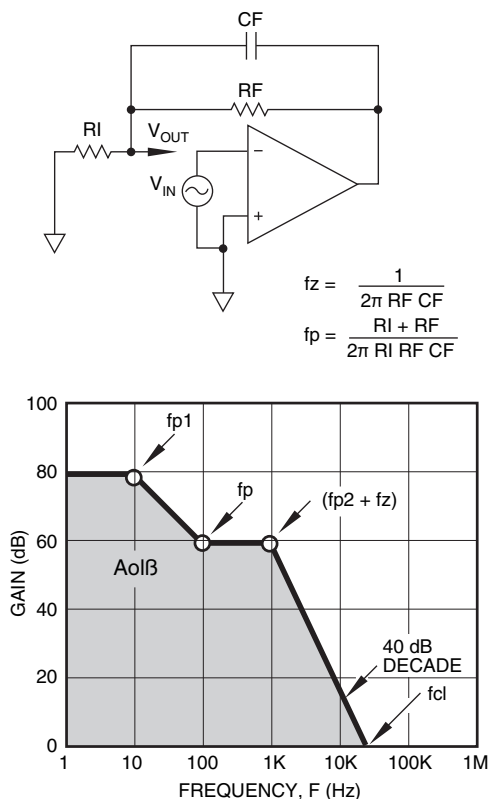 CF
RF
RI
VOUT
VIN
−
+
fz = 1 / 2π RF CF
fp = RI + RF / 2π RI RF CF
100
80
60
40
20
0
GAIN (dB)
fp1
fp
(fp2 + fz)
Aolß
40 dB
DECADE
fcl
1 10 100 1K 10K 100K 1M
FREQUENCY, F (Hz)